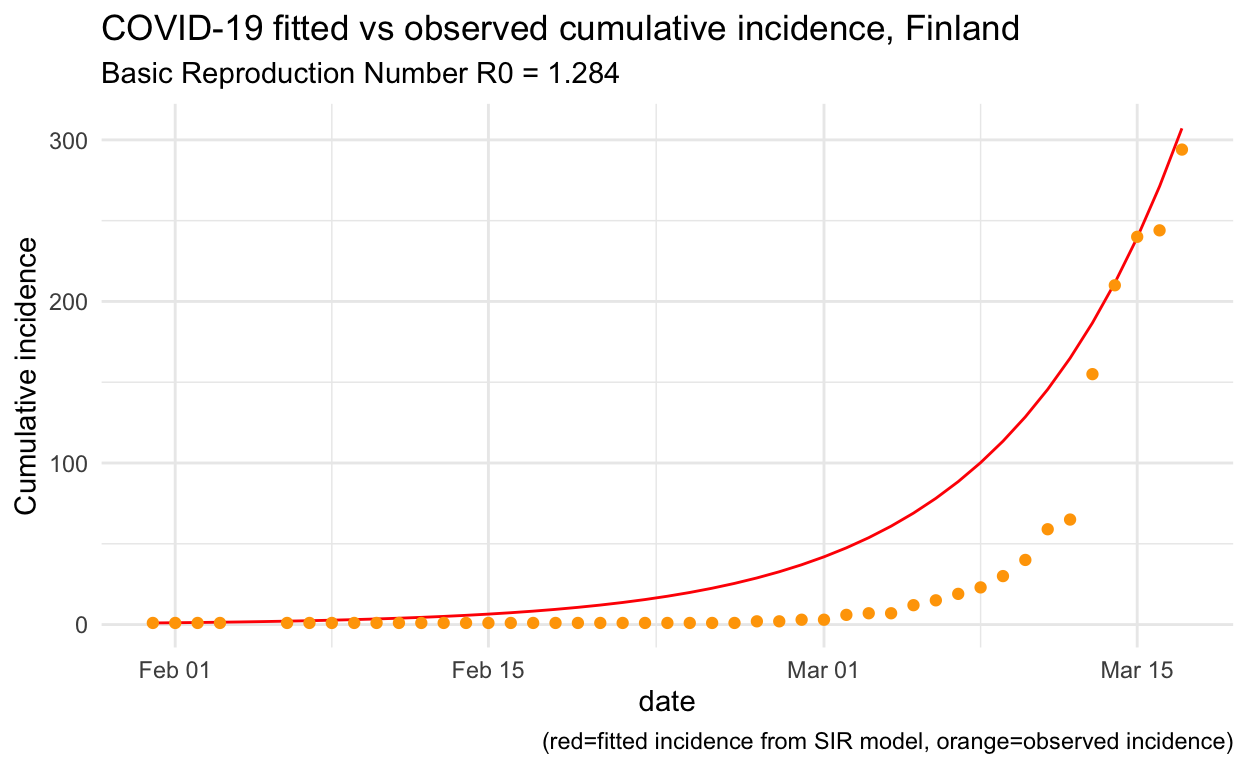 COVID-19 fitted vs observed cumulative incidence, Finland
Basic Reproduction Number R0 = 1.284
Cumulative incidence
300
200
100
0
Feb 01
Feb 15
Mar 01
Mar 15
date
(red=fitted incidence from SIR model, orange=observed incidence)